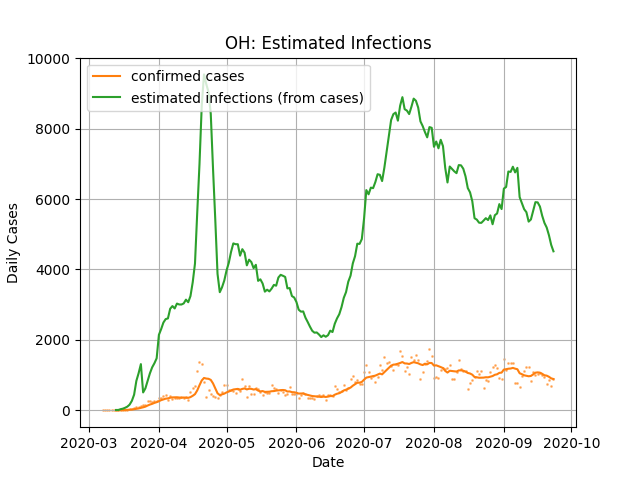 OH: Estimated Infections
confirmed cases
estimated infections (from cases)
Daily Cases
10000
8000
6000
4000
2000
0
2020-03 2020-04 2020-05 2020-06 2020-07 2020-08 2020-09 2020-10
Date